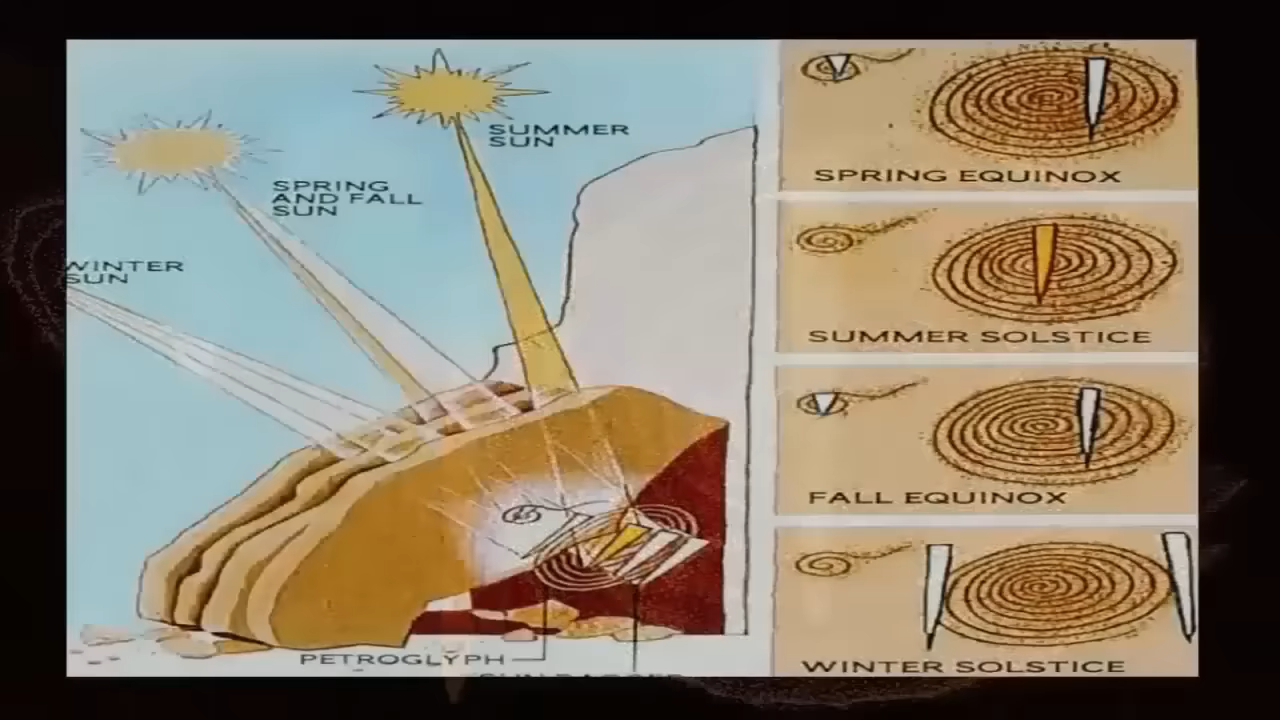 SUMMER
SUN
SPRING
AND FALL
SUN
WINTER
SUN
PETROGLYPH
SPRING EQUINOX
SUMMER SOLSTICE
FALL EQUINOX
WINTER SOLSTICE